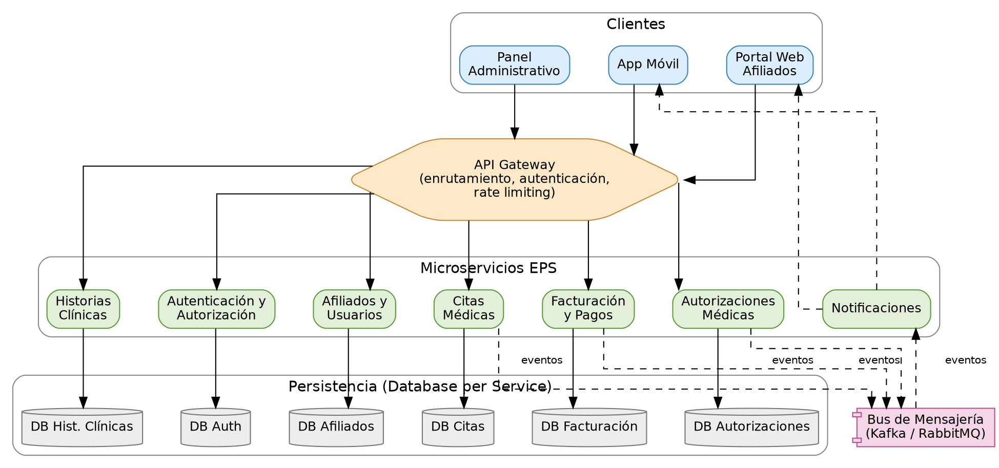 Clientes
Panel
Administrativo
App Móvil
Portal Web
Afiliados
API Gateway
(enrutamiento, autenticación,
rate limiting)
Microservicios EPS
Historias
Clínicas
Autenticación y
Autorización
Afiliados y
Usuarios
Citas
Médicas
Facturación
y Pagos
Autorizaciones
Médicas
Notificaciones
eventos
eventos
eventos
eventos
Persistencia (Database per Service)
DB Hist. Clínicas
DB Auth
DB Afiliados
DB Citas
DB Facturación
DB Autorizaciones
Bus de Mensajería
(Kafka / RabbitMQ)